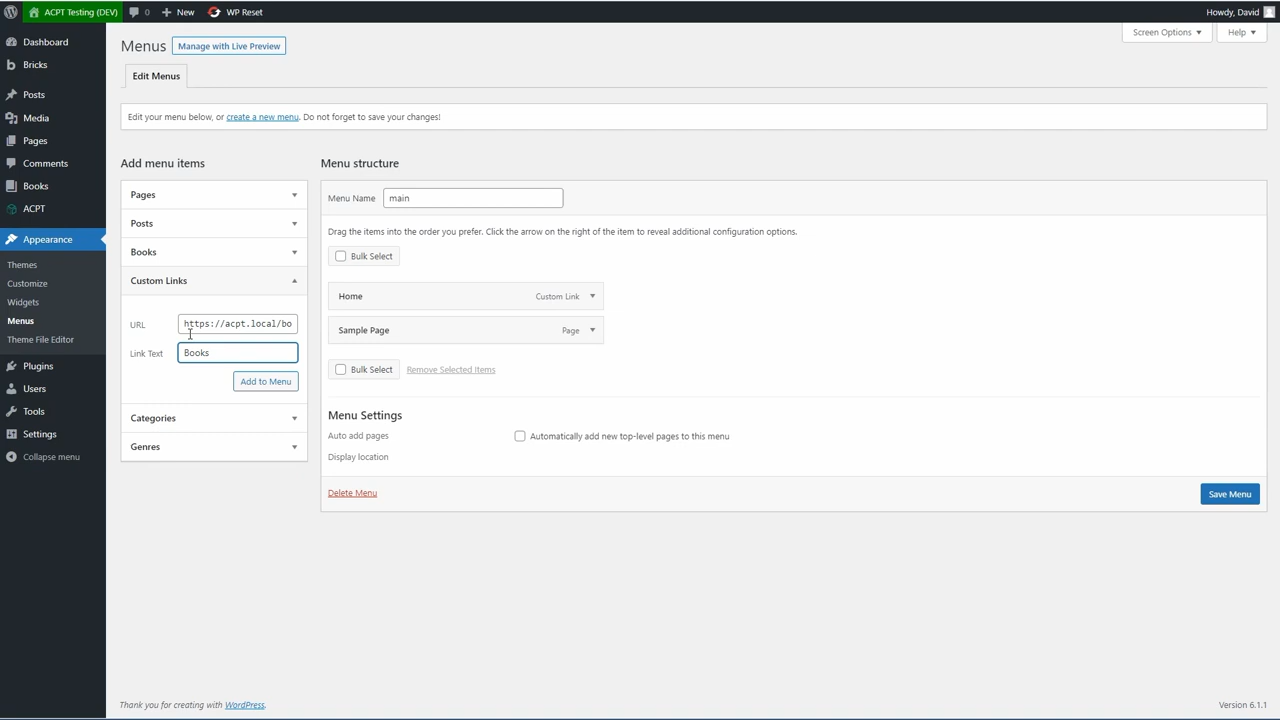 ACPT Testing (DEV) 0 New WP Reset Howdy, David
Dashboard
Bricks
Posts
Media
Pages
Comments
Books
ACPT
Appearance
Themes
Customize
Widgets
Menus
Theme File Editor
Plugins
Users
Tools
Settings
Collapse menu
Screen Options Help
Menus Manage with Live Preview
Edit Menus
Edit your menu below, or create a new menu. Do not forget to save your changes!
Add menu items
Pages
Posts
Books
Custom Links
URL https://acpt.local/bo
Link Text Books
Add to Menu
Categories
Genres
Menu structure
Menu Name main
Drag the items into the order you prefer. Click the arrow on the right of the item to reveal additional configuration options.
Bulk Select
Home Custom Link
Sample Page Page
Bulk Select Remove Selected Items
Menu Settings
Auto add pages Automatically add new top-level pages to this menu
Display location
Delete Menu Save Menu
Thank you for creating with WordPress. Version 6.1.1